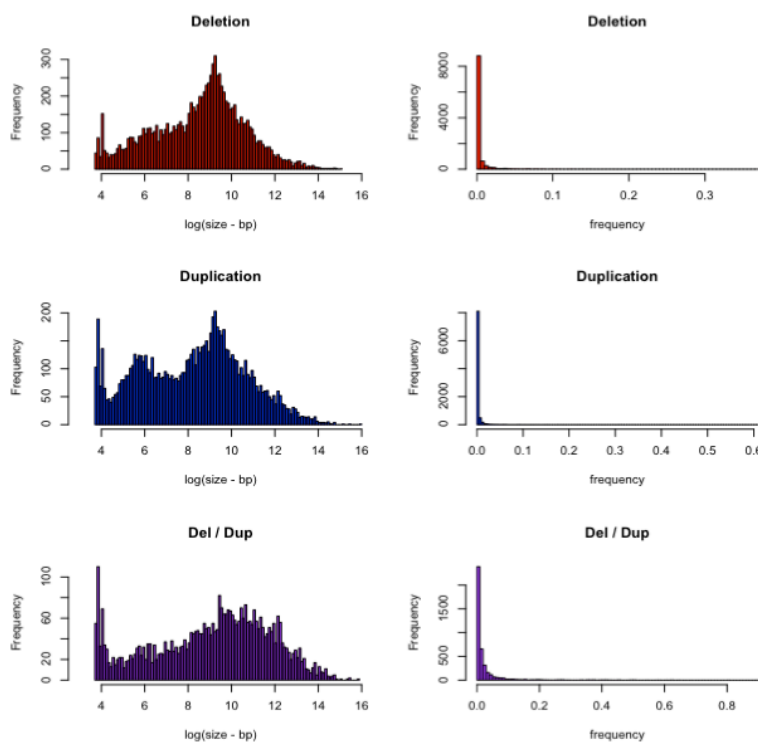 Deletion
Frequency
0 100 200 300
4 6 8 10 12 14 16
log(size - bp)
Deletion
Frequency
0 4000 8000
0.0 0.1 0.2 0.3
frequency
Duplication
Frequency
0 50 100 200
4 6 8 10 12 14 16
log(size - bp)
Duplication
Frequency
0 2000 6000
0.0 0.1 0.2 0.3 0.4 0.5 0.6
frequency
Del / Dup
Frequency
0 20 60 100
4 6 8 10 12 14 16
log(size - bp)
Del / Dup
Frequency
0 500 1500
0.0 0.2 0.4 0.6 0.8
frequency